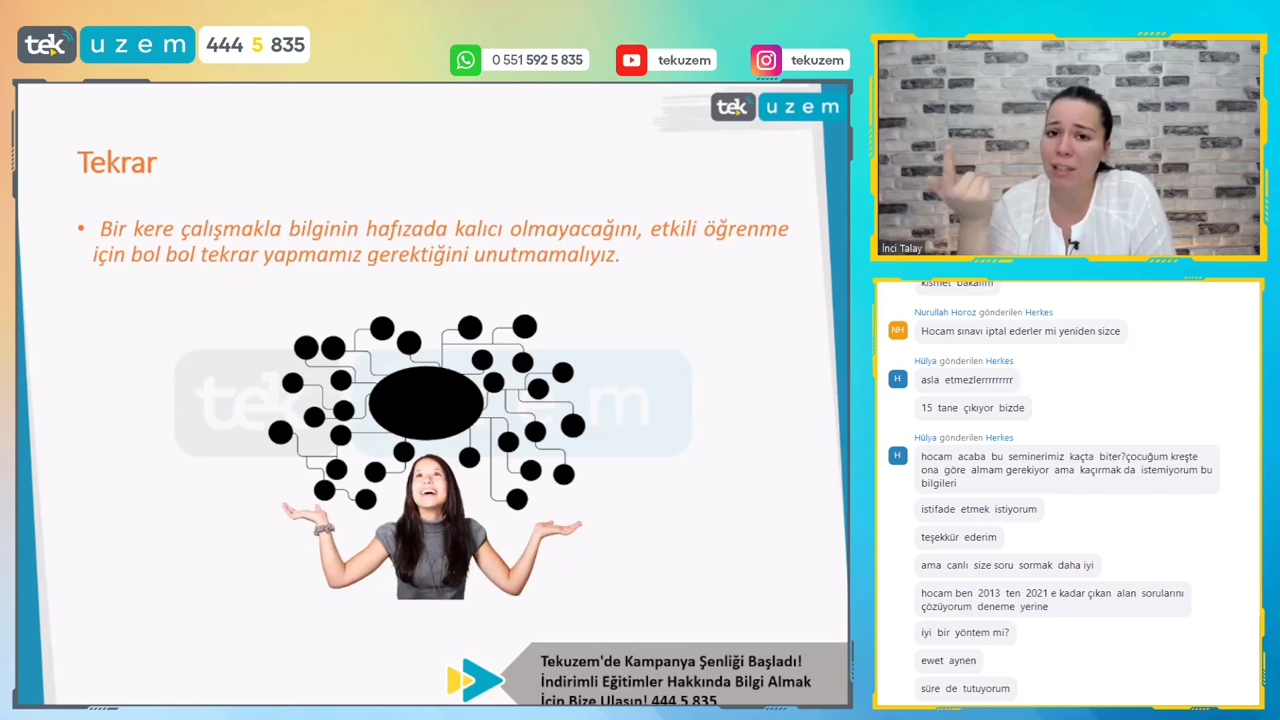 tek uzem 444 5 835
0 551 592 5 835
tekuzem
tekuzem
tek uzem
Tekrar
• Bir kere çalışmakla bilginin hafızada kalıcı olmayacağını, etkili öğrenme
için bol bol tekrar yapmamız gerektiğini unutmamalıyız.
tek uzem
Tekuzem'de Kampanya Şenliği Başladı!
İndirimli Eğitimler Hakkında Bilgi Almak
İçin Bize Ulaşın! 444 5 835
İnci Talay
kısmet bakalım
Nurullah Horoz gönderilen Herkes
NH
Hocam sınavı iptal ederler mi yeniden sizce
Hülya gönderilen Herkes
H
asla etmezlerrrrrrrrr
15 tane çıkıyor bizde
Hülya gönderilen Herkes
H
hocam acaba bu seminerimiz kaçta biter?çocuğum kreşte
ona göre almam gerekiyor ama kaçırmak da istemiyorum bu
bilgileri
istifade etmek istiyorum
teşekkür ederim
ama canlı size soru sormak daha iyi
hocam ben 2013 ten 2021 e kadar çıkan alan sorularını
çözüyorum deneme yerine
iyi bir yöntem mi?
ewet aynen
süre de tutuyorum